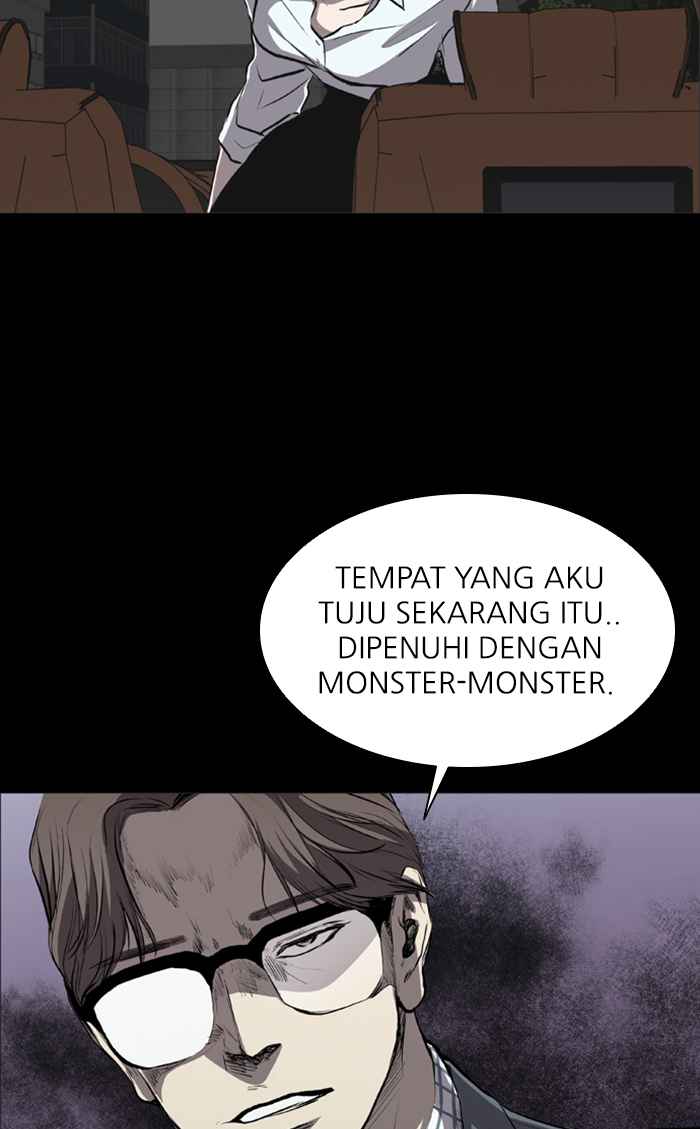 TEMPAT YANG AKU
TUJU SEKARANG ITU..
DIPENUHI DENGAN
MONSTER-MONSTER.